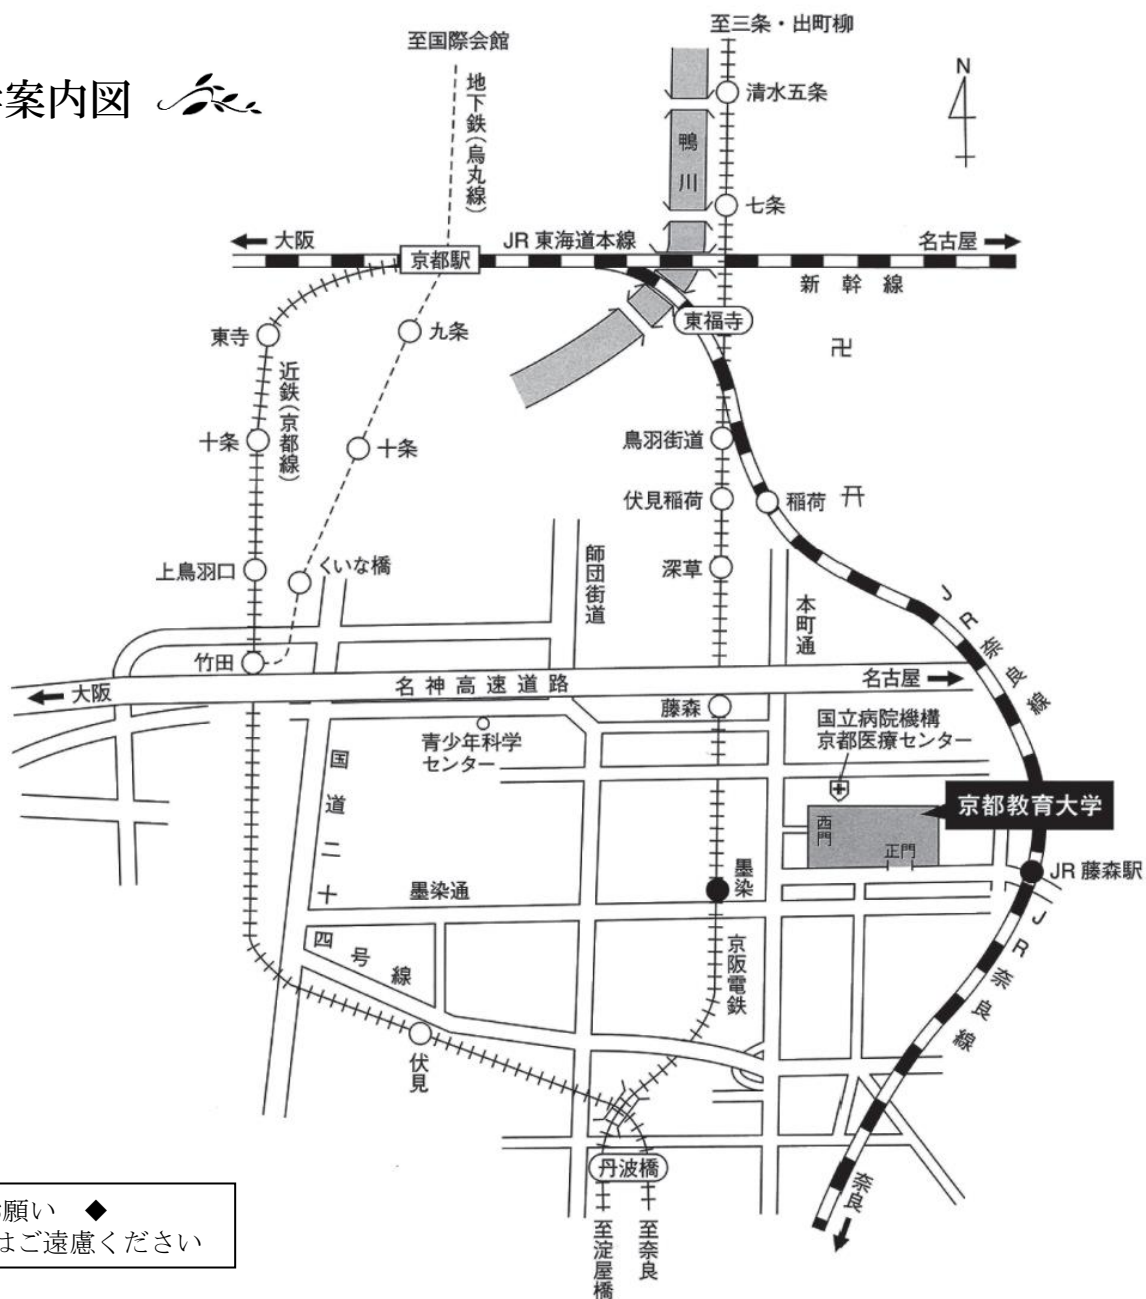 至三条・出町柳
至国際会館
案内図
地下鉄(烏丸線)
清水五条
N
鴨川
七条
大阪
JR 東海道本線
名古屋
京都駅
新幹線
東福寺
東寺
九条
卍
近鉄(京都線)
十条
十条
鳥羽街道
伏見稲荷
稲荷
上鳥羽口
くいな橋
師団街道
深草
本町通
JR奈良線
竹田
大阪
名神高速道路
名古屋
藤森
国立病院機構
京都医療センター
青少年科学
センター
国道二十四号線
京都教育大学
西門
正門
墨染
JR 藤森駅
墨染通
京阪電鉄
JR奈良線
伏見
丹波橋
奈良
至淀屋橋
至奈良
願い ◆
はご遠慮ください